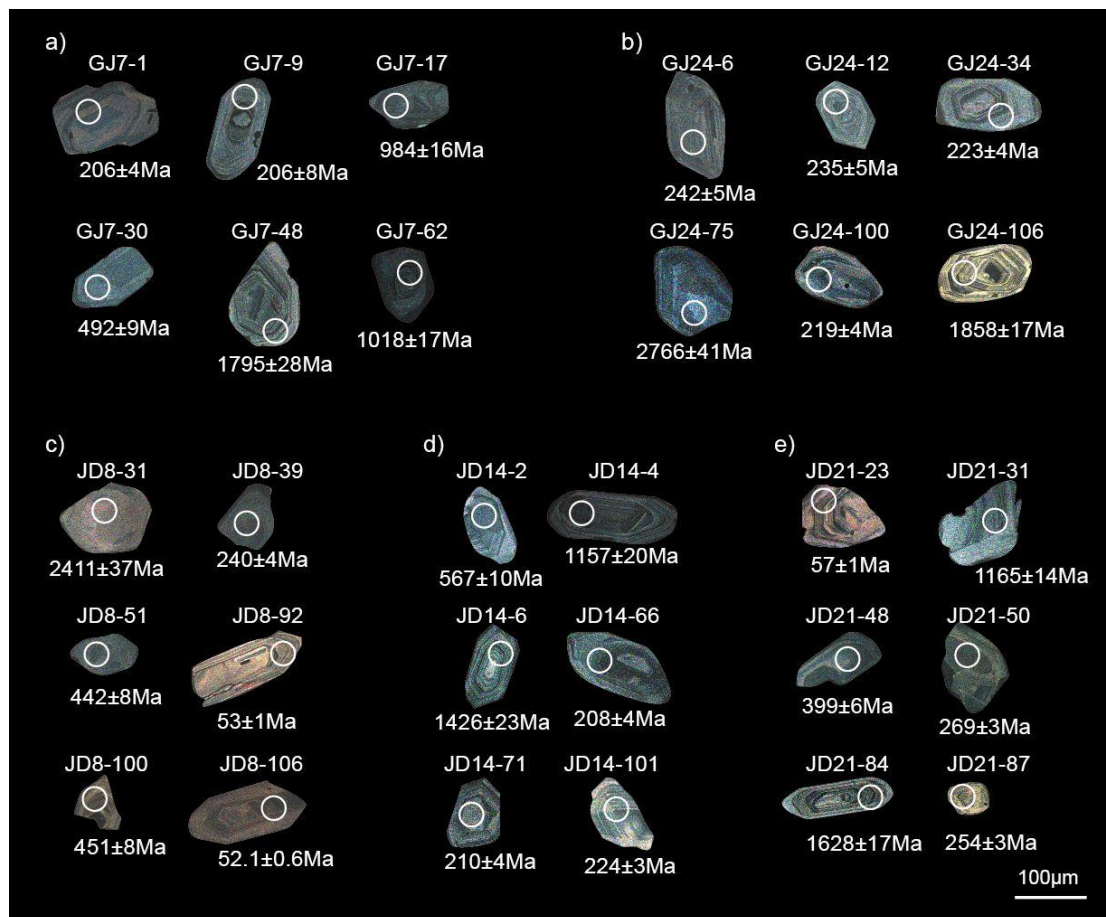 a)
GJ7-1 GJ7-9 GJ7-17
206±4Ma 206±8Ma 984±16Ma
GJ7-30 GJ7-48 GJ7-62
492±9Ma 1795±28Ma 1018±17Ma
b)
GJ24-6 GJ24-12 GJ24-34
242±5Ma 235±5Ma 223±4Ma
GJ24-75 GJ24-100 GJ24-106
2766±41Ma 219±4Ma 1858±17Ma
c)
JD8-31 JD8-39
2411±37Ma 240±4Ma
JD8-51 JD8-92
442±8Ma 53±1Ma
JD8-100 JD8-106
451±8Ma 52.1±0.6Ma
d)
JD14-2 JD14-4
567±10Ma 1157±20Ma
JD14-6 JD14-66
1426±23Ma 208±4Ma
JD14-71 JD14-101
210±4Ma 224±3Ma
e)
JD21-23 JD21-31
57±1Ma 1165±14Ma
JD21-48 JD21-50
399±6Ma 269±3Ma
JD21-84 JD21-87
1628±17Ma 254±3Ma
100μm